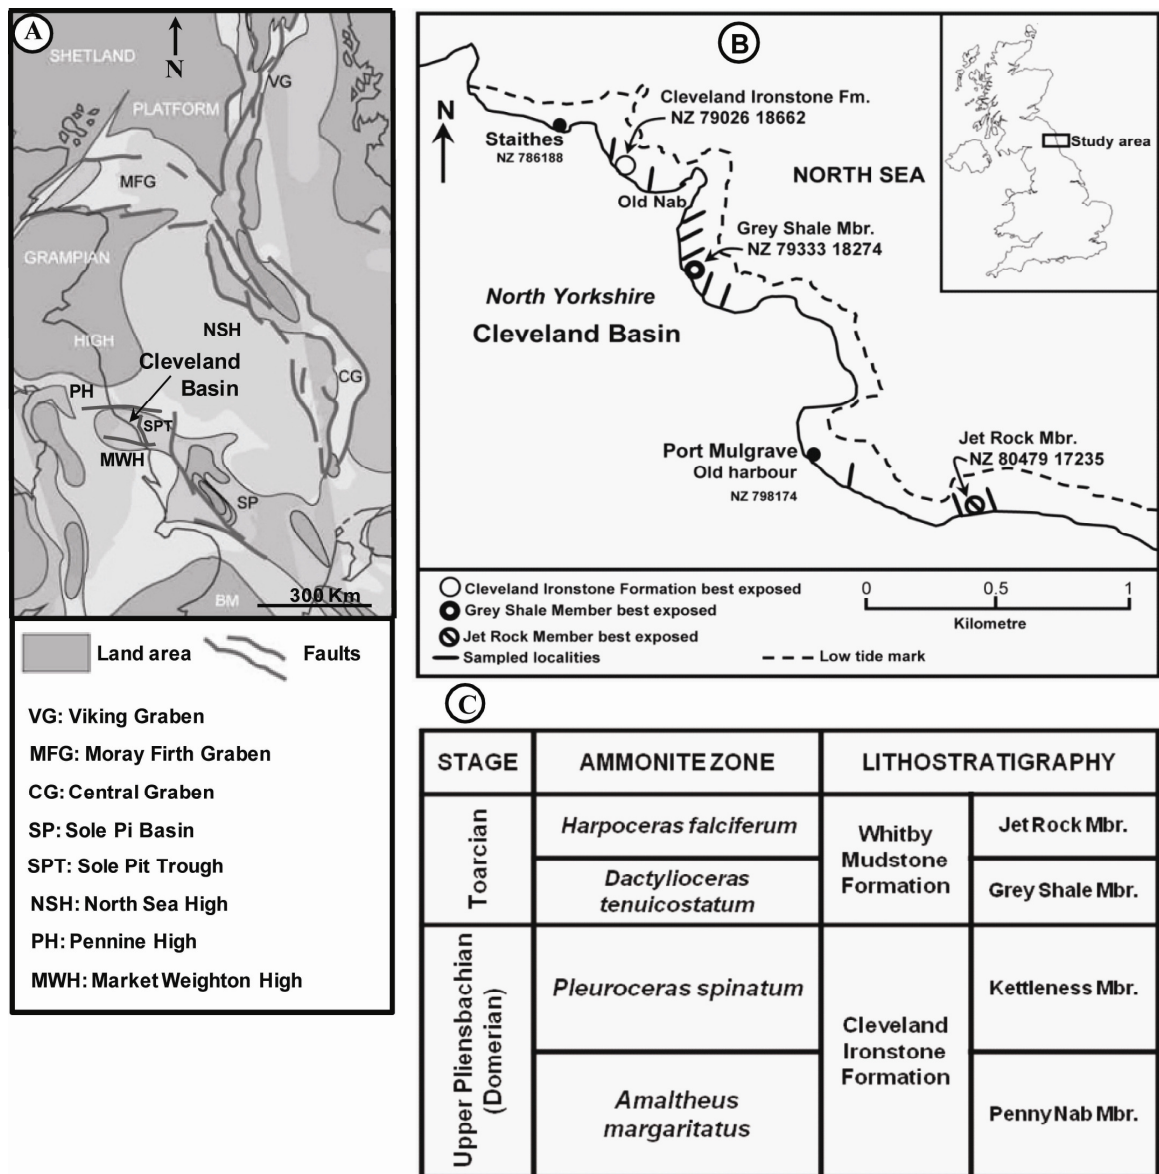 A
N
SHETLAND
PLATFORM
VG
MFG
GRAMPIAN
HIGH
NSH
Cleveland
Basin
PH
CG
SPT
MWH
SP
BM
300 Km
Land area
Faults
VG: Viking Graben
MFG: Moray Firth Graben
CG: Central Graben
SP: Sole Pi Basin
SPT: Sole Pit Trough
NSH: North Sea High
PH: Pennine High
MWH: Market Weighton High
B
N
Cleveland Ironstone Fm.
NZ 79026 18662
Staithes
NZ 786188
Old Nab
NORTH SEA
Study area
Grey Shale Mbr.
NZ 79333 18274
North Yorkshire
Cleveland Basin
Port Mulgrave
Old harbour
NZ 798174
Jet Rock Mbr.
NZ 80479 17235
Cleveland Ironstone Formation best exposed
Grey Shale Member best exposed
Jet Rock Member best exposed
Sampled localities
Low tide mark
0 0.5 1
Kilometre
C
STAGE AMMONITE ZONE LITHOSTRATIGRAPHY
Toarcian
Harpoceras falciferum
Whitby
Mudstone
Formation
Jet Rock Mbr.
Dactylioceras
tenuicostatum
Grey Shale Mbr.
Upper Pliensbachian
(Domerian)
Pleuroceras spinatum
Cleveland
Ironstone
Formation
Kettleness Mbr.
Amaltheus
margaritatus
Penny Nab Mbr.